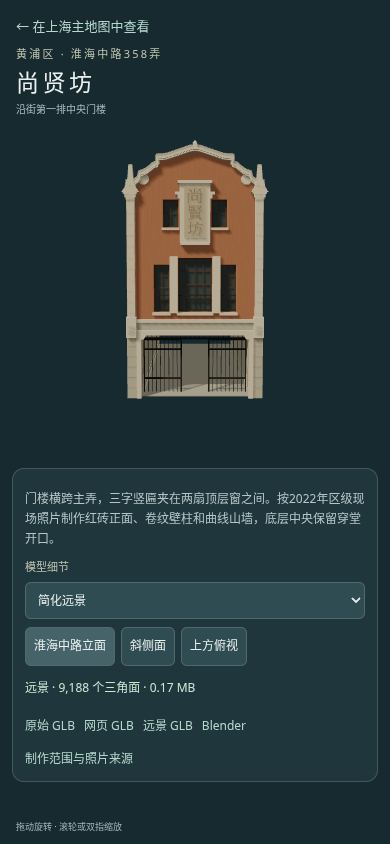 ← 在上海主地图中查看
黄浦区 · 淮海中路358弄
尚贤坊
沿街第一排中央门楼
尚
賢
坊
门楼横跨主弄，三字竖匾夹在两扇顶层窗之间。按2022年区级现
场照片制作红砖正面、卷纹壁柱和曲线山墙，底层中央保留穿堂
开口。
模型细节
简化远景
淮海中路立面 斜侧面 上方俯视
远景 · 9,188 个三角面 · 0.17 MB
原始 GLB 网页 GLB 远景 GLB Blender
制作范围与照片来源
拖动旋转 · 滚轮或双指缩放